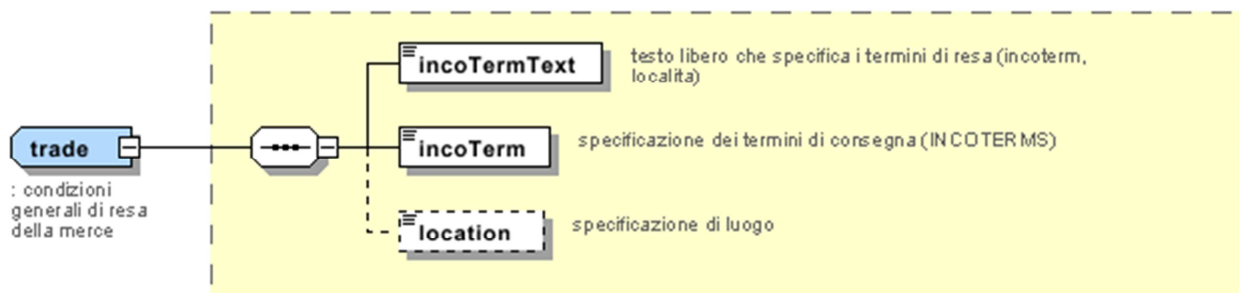 incoTermText
testo libero che specifica i termini di resa (incoterm,
localita)
trade
incoTerm
specificazione dei termini di consegna (INCOTERMS)
: condizioni
generali di resa
della merce
location
specificazione di luogo